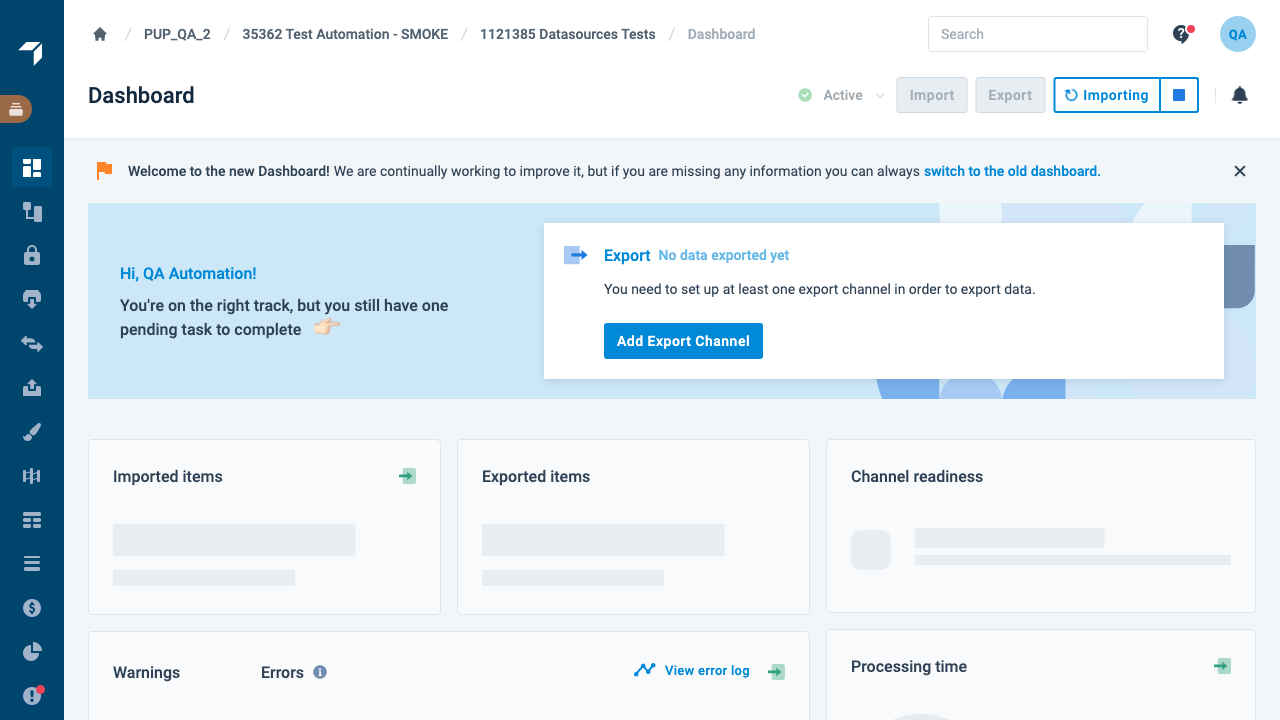 PUP_QA_2 / 35362 Test Automation - SMOKE / 1121385 Datasources Tests / Dashboard
Search
QA
Dashboard
Active
Import
Export
Importing
Welcome to the new Dashboard! We are continually working to improve it, but if you are missing any information you can always switch to the old dashboard.
Hi, QA Automation!
You're on the right track, but you still have one
pending task to complete
Export No data exported yet
You need to set up at least one export channel in order to export data.
Add Export Channel
Imported items
Exported items
Channel readiness
Warnings
Errors
View error log
Processing time